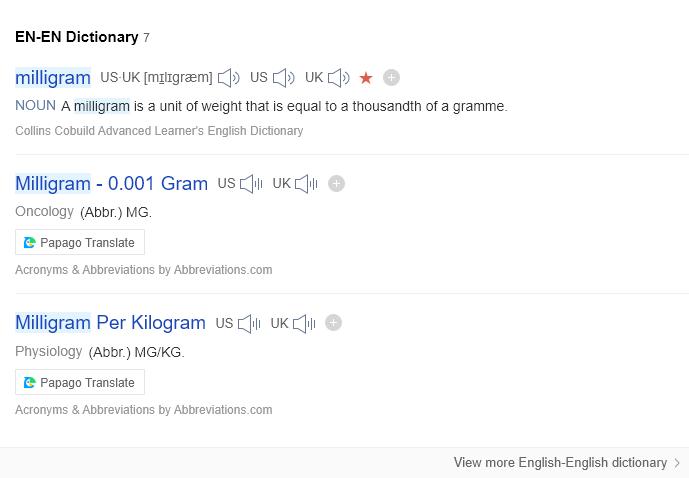 EN-EN Dictionary 7
milligram US·UK [mɪlɪgræm] US UK
NOUN A milligram is a unit of weight that is equal to a thousandth of a gramme.
Collins Cobuild Advanced Learner's English Dictionary
Milligram - 0.001 Gram US UK
Oncology (Abbr.) MG.
Papago Translate
Acronyms & Abbreviations by Abbreviations.com
Milligram Per Kilogram US UK
Physiology (Abbr.) MG/KG.
Papago Translate
Acronyms & Abbreviations by Abbreviations.com
View more English-English dictionary